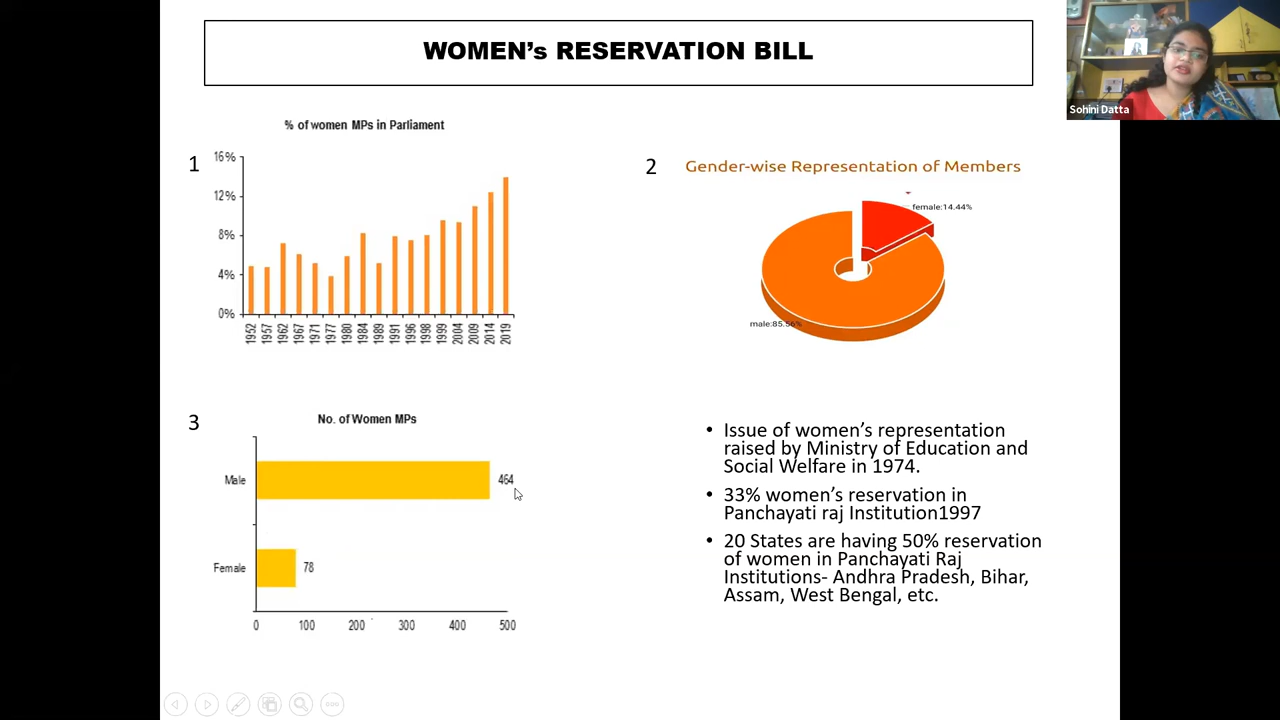 WOMEN's RESERVATION BILL
Sohini Datta
% of women MPs in Parliament
1
16%
12%
8%
4%
0%
1952
1957
1962
1967
1971
1977
1980
1984
1989
1991
1996
1998
1999
2004
2009
2014
2019
2
Gender-wise Representation of Members
female:14.44%
male:85.56%
3
No. of Women MPs
Male
464
Female
78
0 100 200 300 400 500
• Issue of women’s representation
raised by Ministry of Education and
Social Welfare in 1974.
• 33% women’s reservation in
Panchayati raj Institution1997
• 20 States are having 50% reservation
of women in Panchayati Raj
Institutions- Andhra Pradesh, Bihar,
Assam, West Bengal, etc.